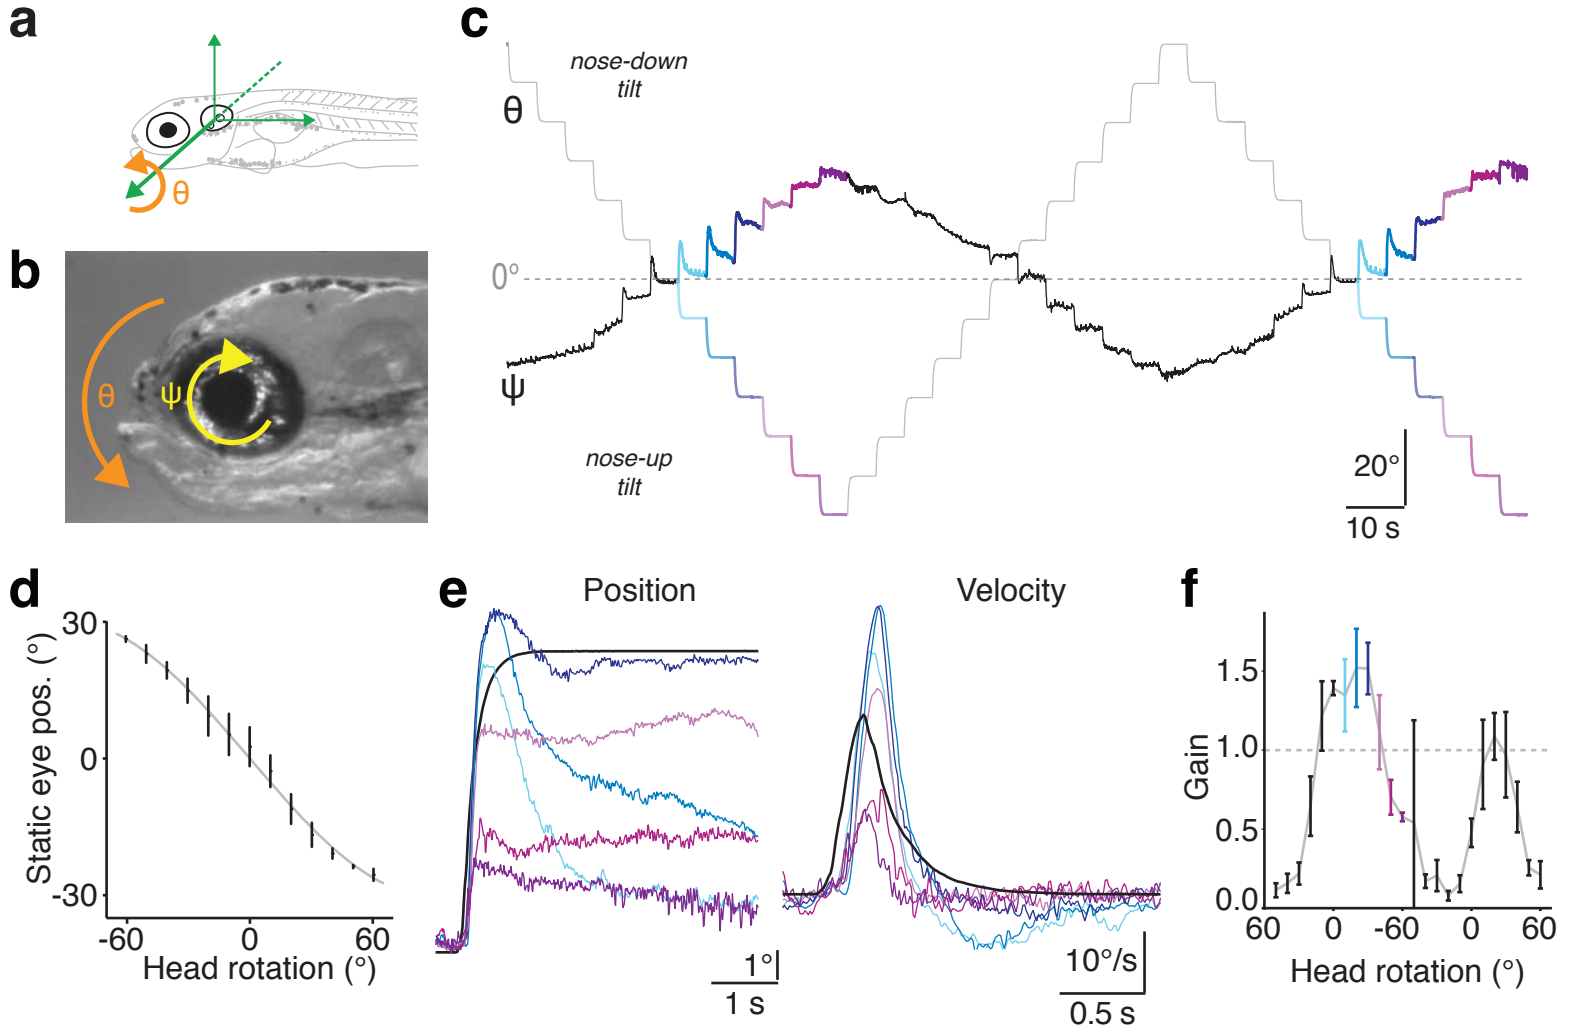 a
θ
b
θ
ψ
c
nose-down
tilt
θ
0°
ψ
nose-up
tilt
20°
10 s
d
30
0
-30
Static eye pos. (°)
-60 0 60
Head rotation (°)
e
Position
Velocity
1°
1 s
10°/s
0.5 s
f
1.5
1.0
0.5
0.0
Gain
60 0 -60 0 60
Head rotation (°)